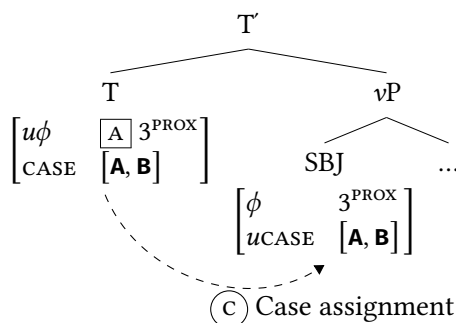 T′
T vP
[uϕ A 3PROX
CASE [A, B]]
SBJ ...
[ϕ 3PROX
uCASE [A, B]]
C Case assignment